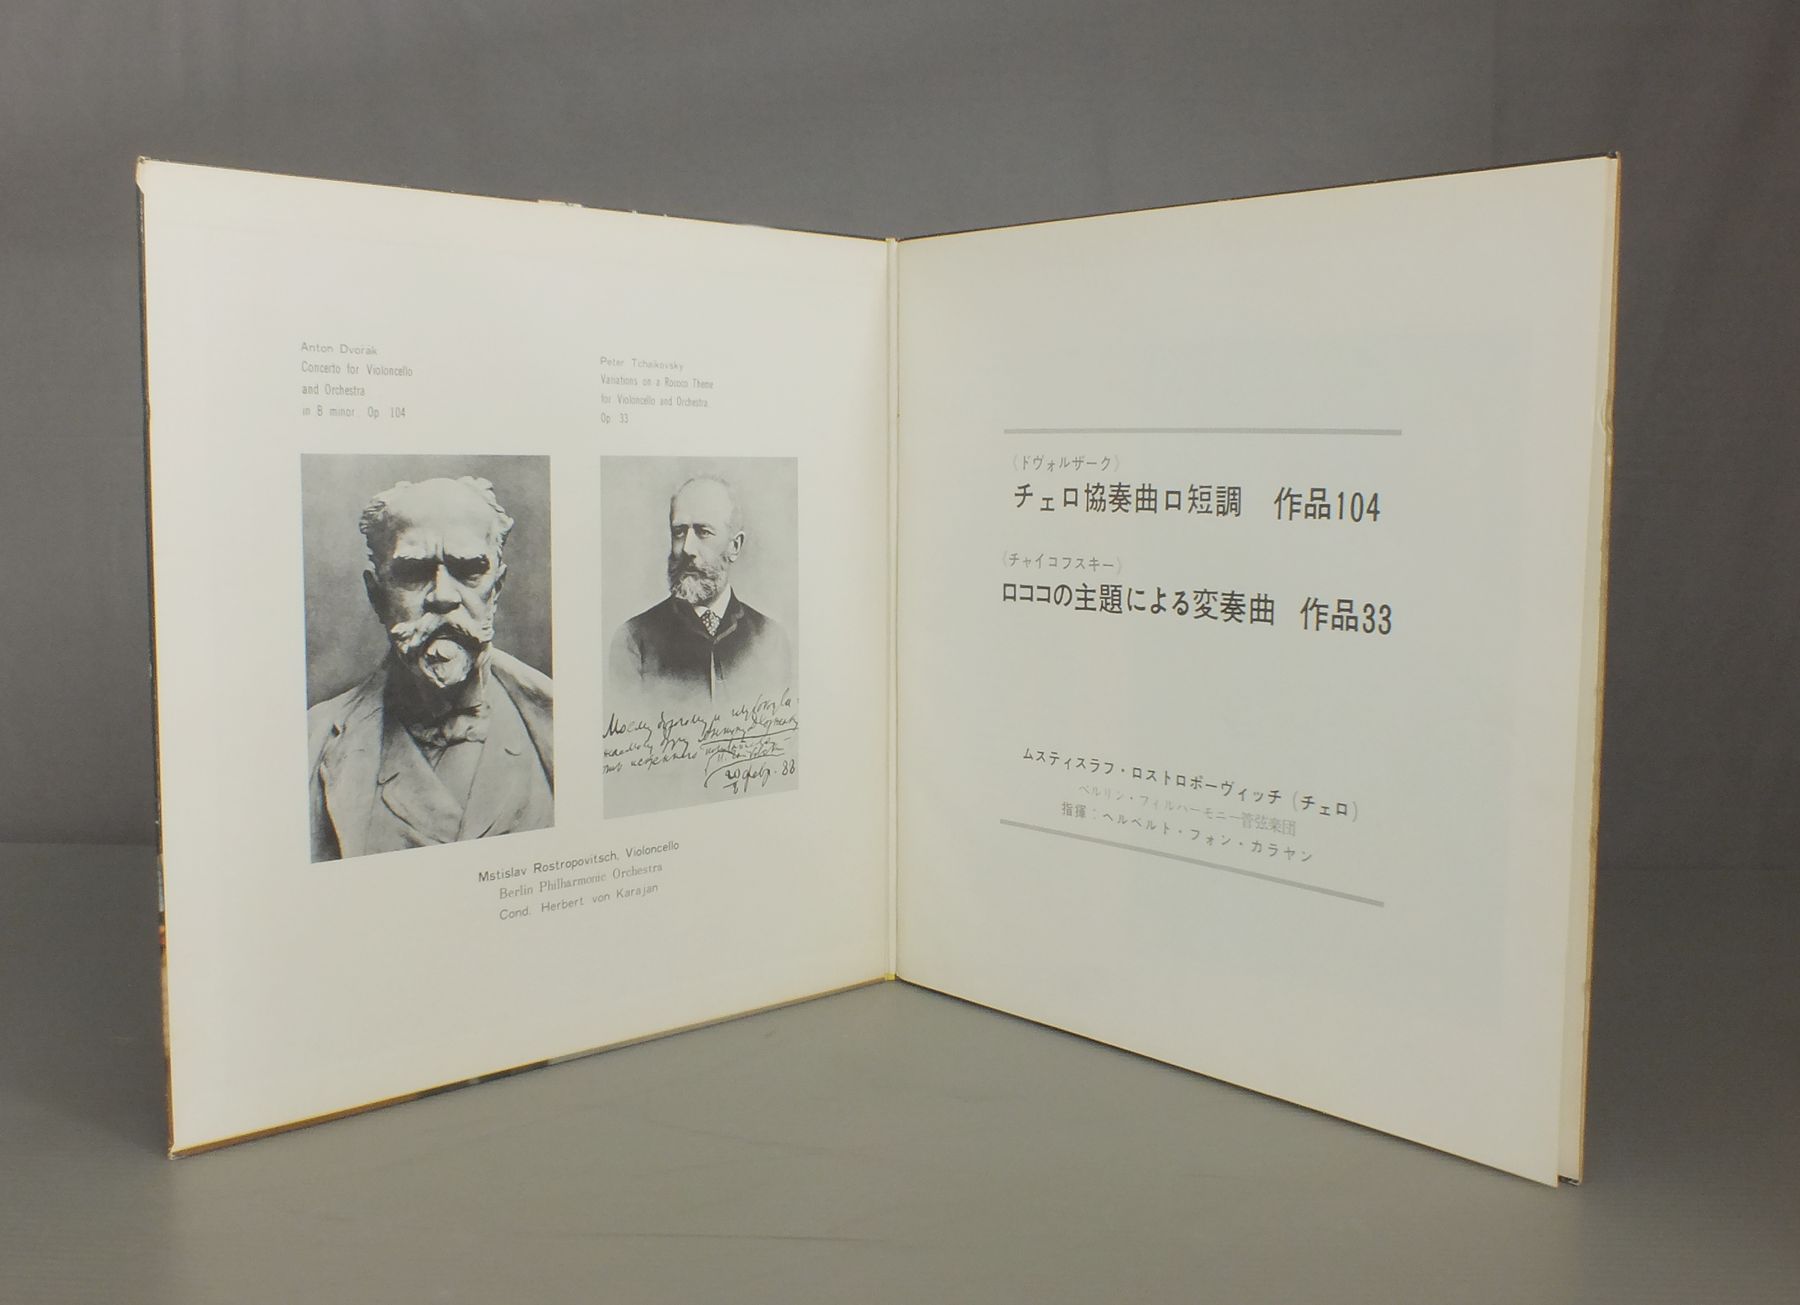 Anton Dvorak
Concerto for Violoncello
and Orchestra
in B minor. Op. 104
Peter Tchaikovsky
Variations on a Rococo Theme
for Violoncello and Orchestra.
Op. 33
Mstislav Rostropovitsch, Violoncello
Berlin Philharmonic Orchestra
Cond. Herbert von Karajan
《ドヴォルザーク》
チェロ協奏曲ロ短調 作品104
《チャイコフスキー》
ロココの主題による変奏曲 作品33
ムスティスラフ・ロストロポーヴィッチ (チェロ)
ベルリン・フィルハーモニー管弦楽団
指揮:ヘルベルト・フォン・カラヤン